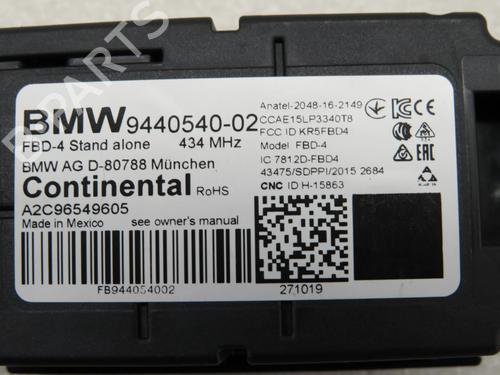 BMW 9440540-02
FBD-4 Stand alone 434 MHz
BMW AG D-80788 München
Continental RoHS
A2C96549605
Made in Mexico see owner's manual
FB944054002
Anatel-2048-16-2149
CCAE15LP3340T8
FCC ID KR5FBD4
Model FBD-4
IC 7812D-FBD4
43475/SDPPI/2015 2684
CNC ID H-15863
271019
B PARTS